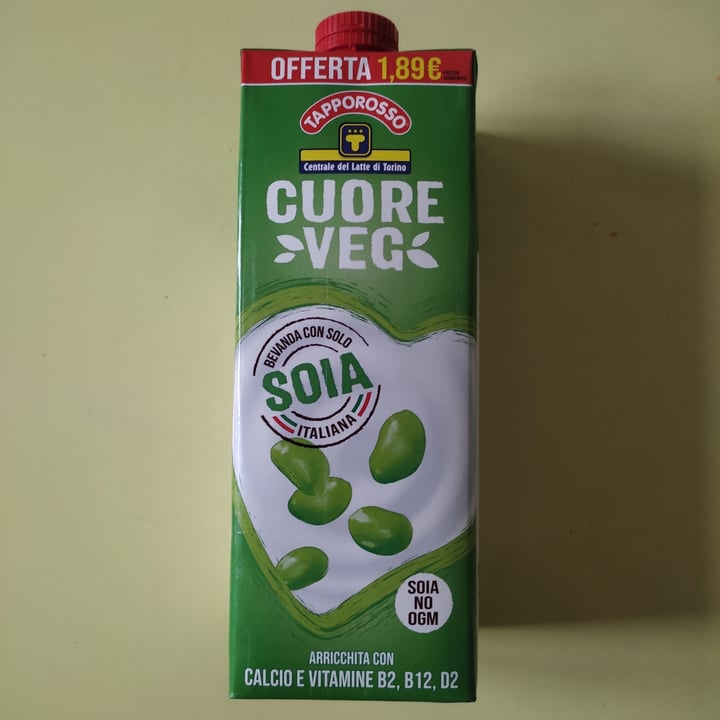 OFFERTA 1,89€
TAPPOROSSO
Centrale del Latte di Torino
CUORE
VEG
BEVANDA CON SOLO
SOIA
ITALIANA
SOIA
NO
OGM
ARRICCHITA CON
CALCIO E VITAMINE B2, B12, D2